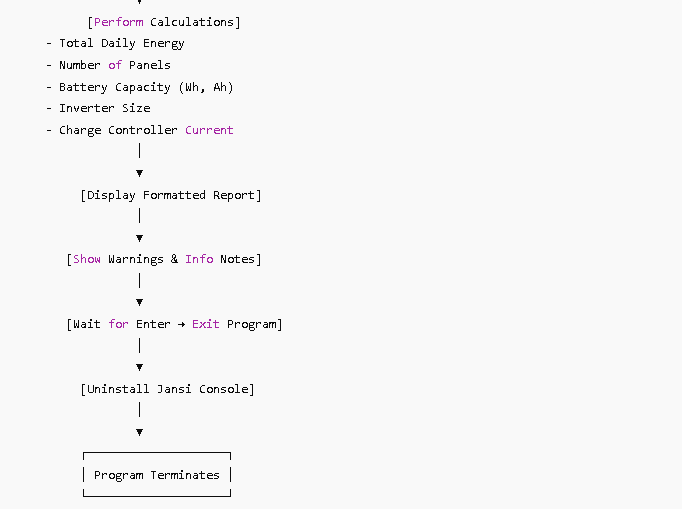 [Perform Calculations]
- Total Daily Energy
- Number of Panels
- Battery Capacity (Wh, Ah)
- Inverter Size
- Charge Controller Current
│
▼
[Display Formatted Report]
│
▼
[Show Warnings & Info Notes]
│
▼
[Wait for Enter → Exit Program]
│
▼
[Uninstall Jansi Console]
│
▼
Program Terminates